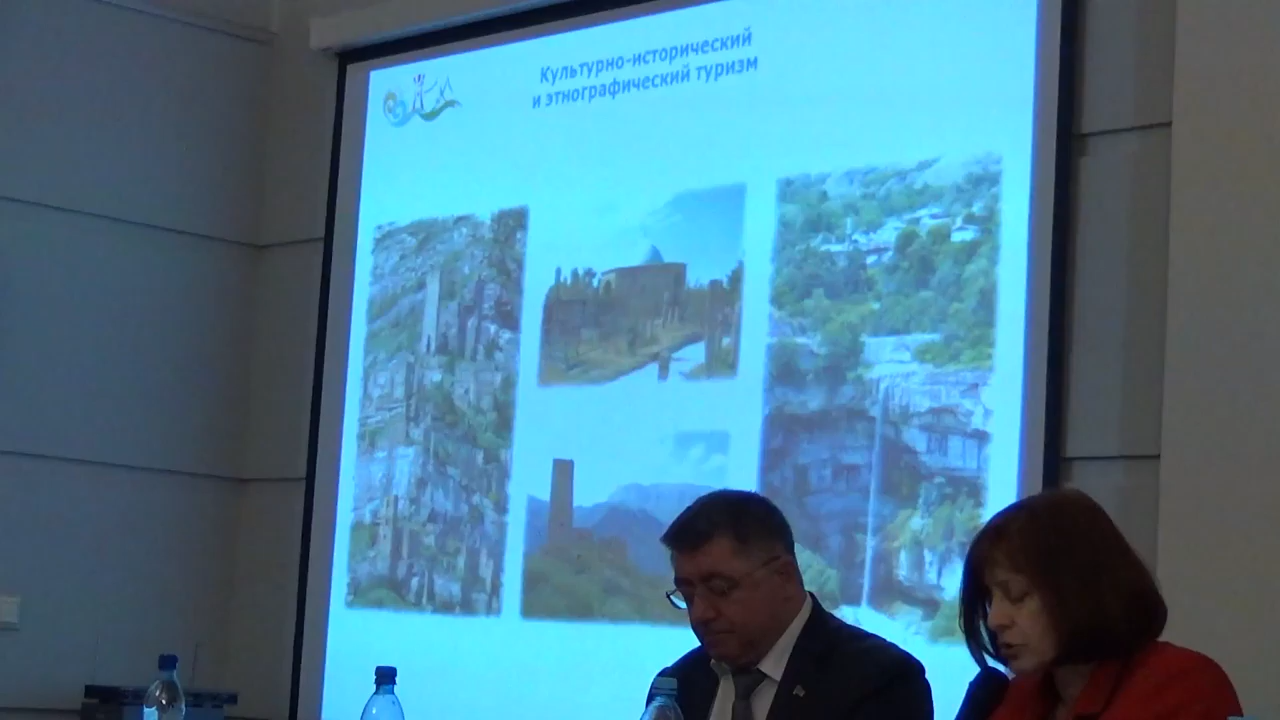 Культурно-исторический
и этнографический туризм